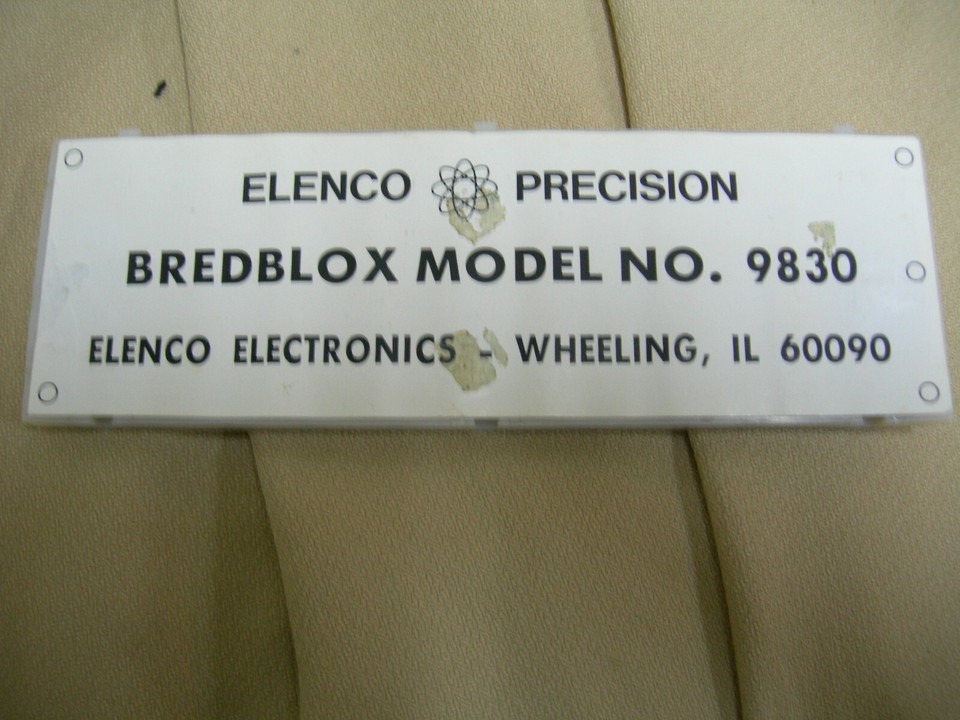 ELENCO PRECISION
BREDBLOX MODEL NO. 9830
ELENCO ELECTRONICS - WHEELING, IL 60090